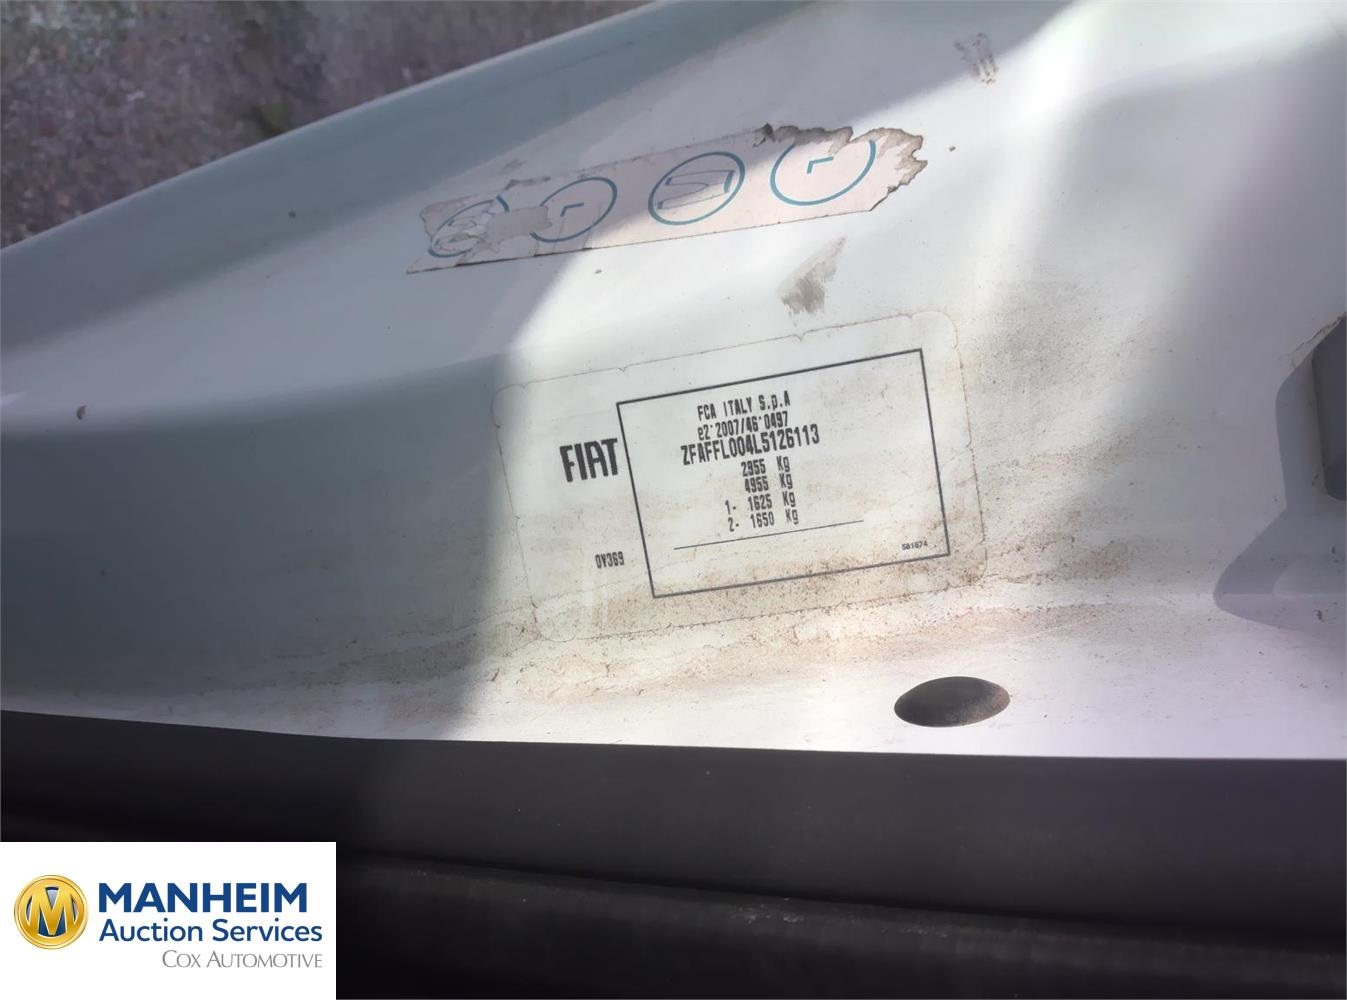 FCA ITALY S.p.A
e2*2007/46*0497
ZFAFFL004L5126113
2955 Kg
4955 Kg
1- 1625 Kg
2- 1650 Kg
FIAT
0V369
581874
MANHEIM
Auction Services
COX AUTOMOTIVE